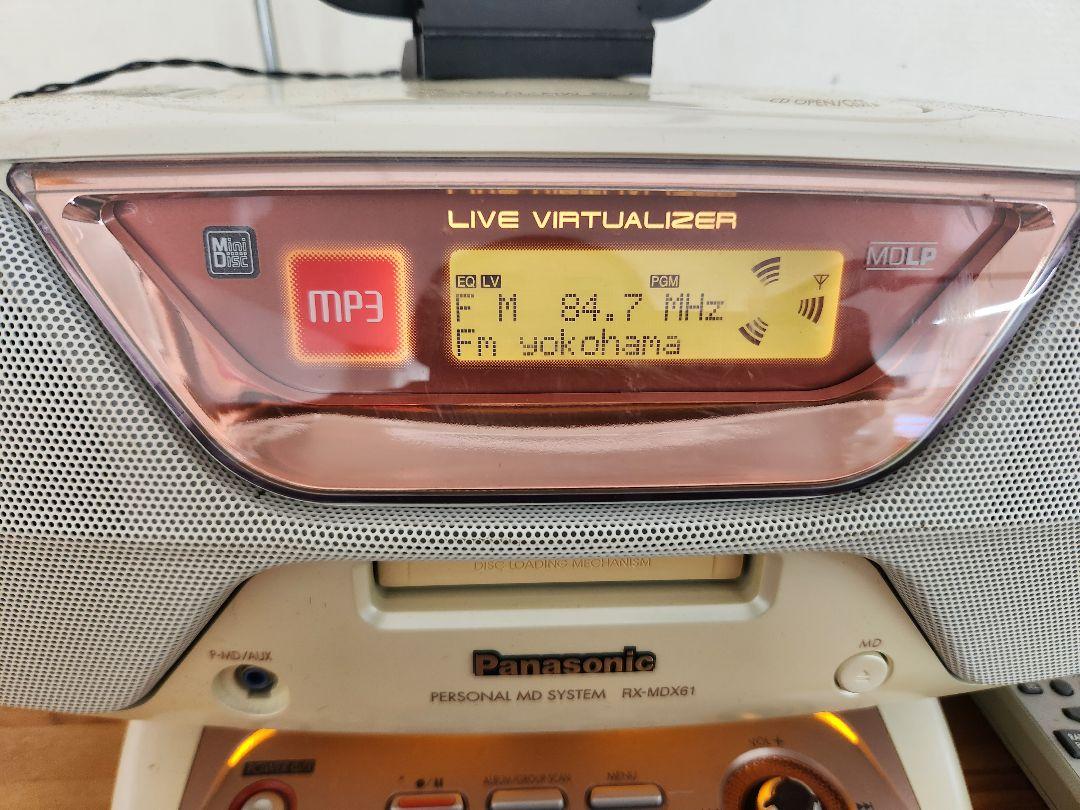 CD OPEN/CLOSE
LIVE VIRTUALIZER
Mini Disc
MP3
MDLP
EQ LV PGM
FM 84.7 MHz
Fm yokohama
DISC LOADING MECHANISM
P-MD/AUX
MD
Panasonic
PERSONAL MD SYSTEM RX-MDX61
VOL +
ALBUM/GROUP SCAN
MENU